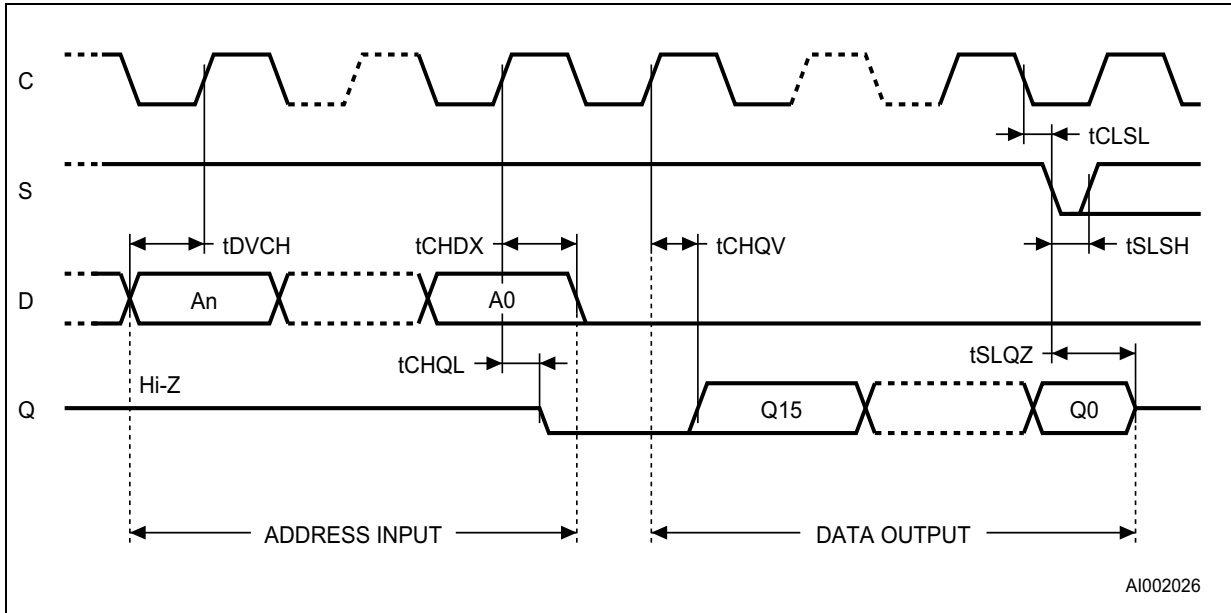 C
tCLSL
S
tDVCH
tCHDX
tCHQV
tSLSH
D
An
A0
tCHQL
tSLQZ
Hi-Z
Q
Q15
Q0
ADDRESS INPUT
DATA OUTPUT
AI002026